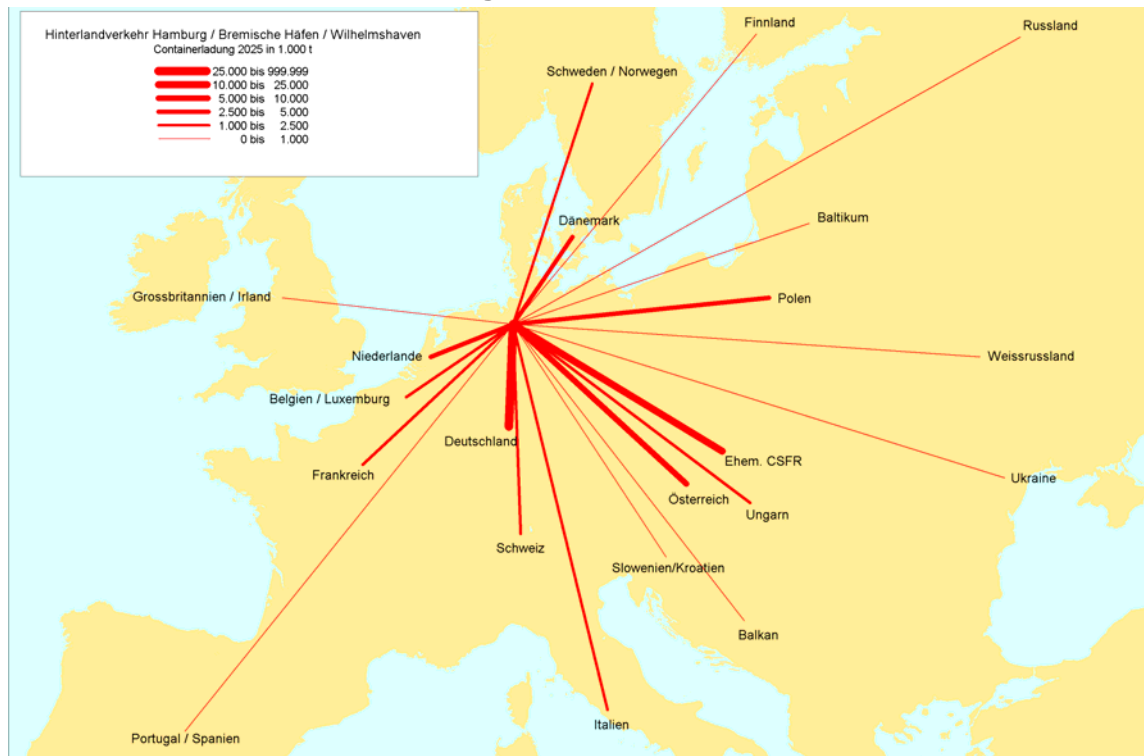 Hinterlandverkehr Hamburg / Bremische Häfen / Wilhelmshaven
Containerladung 2025 in 1.000 t
25.000 bis 999.999
10.000 bis 25.000
5.000 bis 10.000
2.500 bis 5.000
1.000 bis 2.500
0 bis 1.000
Finnland
Russland
Schweden / Norwegen
Dänemark
Baltikum
Grossbritannien / Irland
Polen
Niederlande
Weissrussland
Belgien / Luxemburg
Deutschland
Ehem. CSFR
Frankreich
Ukraine
Österreich
Ungarn
Schweiz
Slowenien/Kroatien
Balkan
Italien
Portugal / Spanien